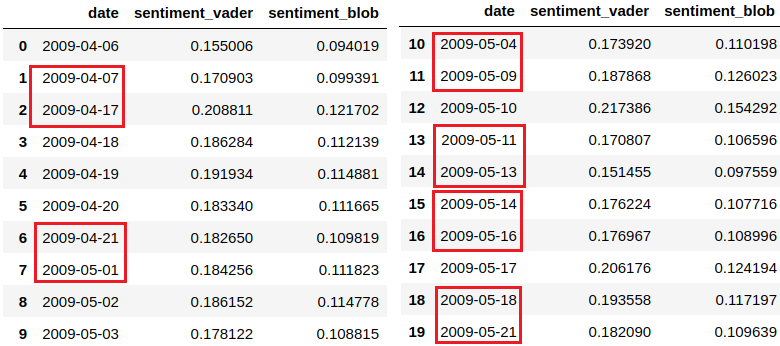 date sentiment_vader sentiment_blob
0 2009-04-06 0.155006 0.094019
1 2009-04-07 0.170903 0.099391
2 2009-04-17 0.208811 0.121702
3 2009-04-18 0.186284 0.112139
4 2009-04-19 0.191934 0.114881
5 2009-04-20 0.183340 0.111665
6 2009-04-21 0.182650 0.109819
7 2009-05-01 0.184256 0.111823
8 2009-05-02 0.186152 0.114778
9 2009-05-03 0.178122 0.108815
date sentiment_vader sentiment_blob
10 2009-05-04 0.173920 0.110198
11 2009-05-09 0.187868 0.126023
12 2009-05-10 0.217386 0.154292
13 2009-05-11 0.170807 0.106596
14 2009-05-13 0.151455 0.097559
15 2009-05-14 0.176224 0.107716
16 2009-05-16 0.176967 0.108996
17 2009-05-17 0.206176 0.124194
18 2009-05-18 0.193558 0.117197
19 2009-05-21 0.182090 0.109639